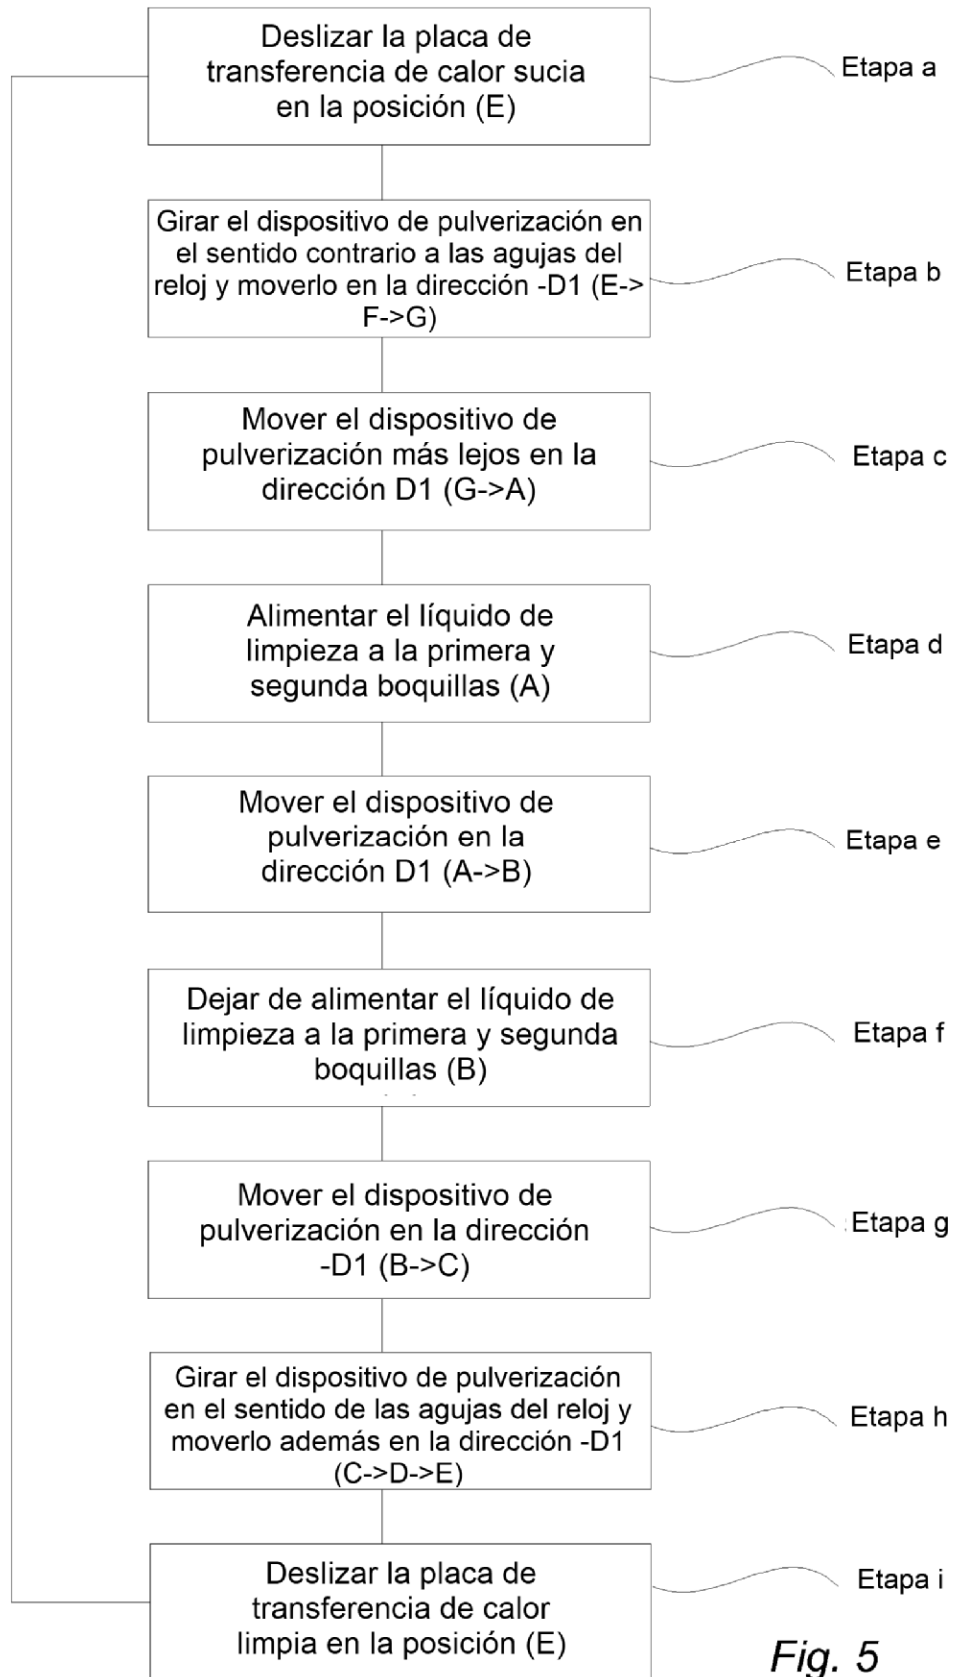 Deslizar la placa de
transferencia de calor sucia
en la posición (E)
Etapa a
Girar el dispositivo de pulverización en
el sentido contrario a las agujas del
reloj y moverlo en la dirección -D1 (E->
F->G)
Etapa b
Mover el dispositivo de
pulverización más lejos en la
dirección D1 (G->A)
Etapa c
Alimentar el líquido de
limpieza a la primera y
segunda boquillas (A)
Etapa d
Mover el dispositivo de
pulverización en la
dirección D1 (A->B)
Etapa e
Dejar de alimentar el líquido de
limpieza a la primera y segunda
boquillas (B)
Etapa f
Mover el dispositivo de
pulverización en la dirección
-D1 (B->C)
Etapa g
Girar el dispositivo de pulverización
en el sentido de las agujas del reloj y
moverlo además en la dirección -D1
(C->D->E)
Etapa h
Deslizar la placa de
transferencia de calor
limpia en la posición (E)
Etapa i
Fig. 5